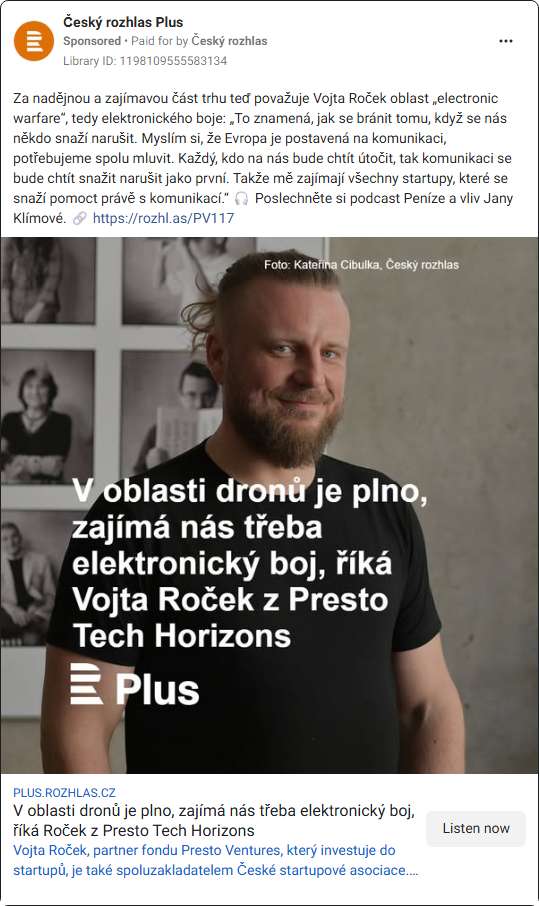 Český rozhlas Plus
Sponsored • Paid for by Český rozhlas
Library ID: 1198109555583134
Za nadějnou a zajímavou část trhu teď považuje Vojta Roček oblast „electronic
warfare“, tedy elektronického boje: „To znamená, jak se bránit tomu, když se nás
někdo snaží narušit. Myslím si, že Evropa je postavená na komunikaci,
potřebujeme spolu mluvit. Každý, kdo na nás bude chtít útočit, tak komunikaci se
bude chtít snažit narušit jako první. Takže mě zajímají všechny startupy, které se
snaží pomoct právě s komunikací.“ 🎧 Poslechněte si podcast Peníze a vliv Jany
Klímové. 🔗 https://rozhl.as/PV117
Foto: Kateřina Cibulka, Český rozhlas
V oblasti dronů je plno,
zajímá nás třeba
elektronický boj, říká
Vojta Roček z Presto
Tech Horizons
Plus
PLUS.ROZHLAS.CZ
V oblasti dronů je plno, zajímá nás třeba elektronický boj,
říká Roček z Presto Tech Horizons
Listen now
Vojta Roček, partner fondu Presto Ventures, který investuje do
startupů, je také spoluzakladatelem České startupové asociace....